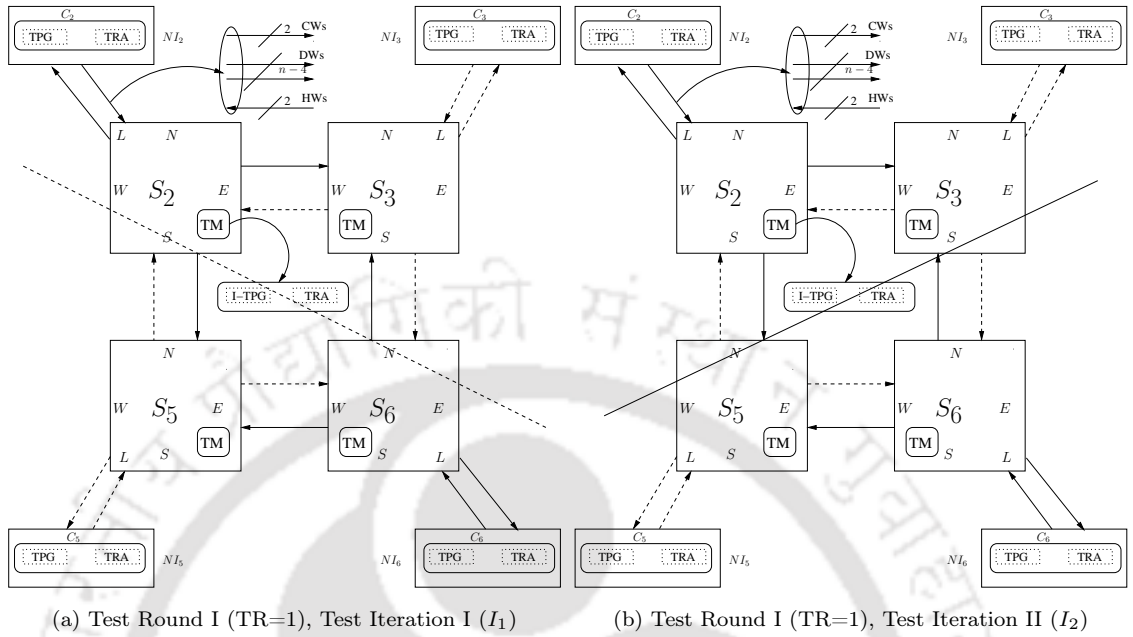 C2
TPG TRA
NI2
CWs
2
DWs
n-4
HWs
2
C3
TPG TRA
NI3
L N
W S2 E
TM
S
N L
W S3 E
TM
S
I-TPG TRA
N
W S5 E
TM
L S
N
W S6 E
TM
S L
C5
TPG TRA
NI5
C6
TPG TRA
NI6
(a) Test Round I (TR=1), Test Iteration I (I1)
C2
TPG TRA
NI2
CWs
2
DWs
n-4
HWs
2
C3
TPG TRA
NI3
L N
W S2 E
TM
S
N L
W S3 E
TM
S
I-TPG TRA
N
W S5 E
TM
L S
N
W S6 E
TM
S L
C5
TPG TRA
NI5
C6
TPG TRA
NI6
(b) Test Round I (TR=1), Test Iteration II (I2)